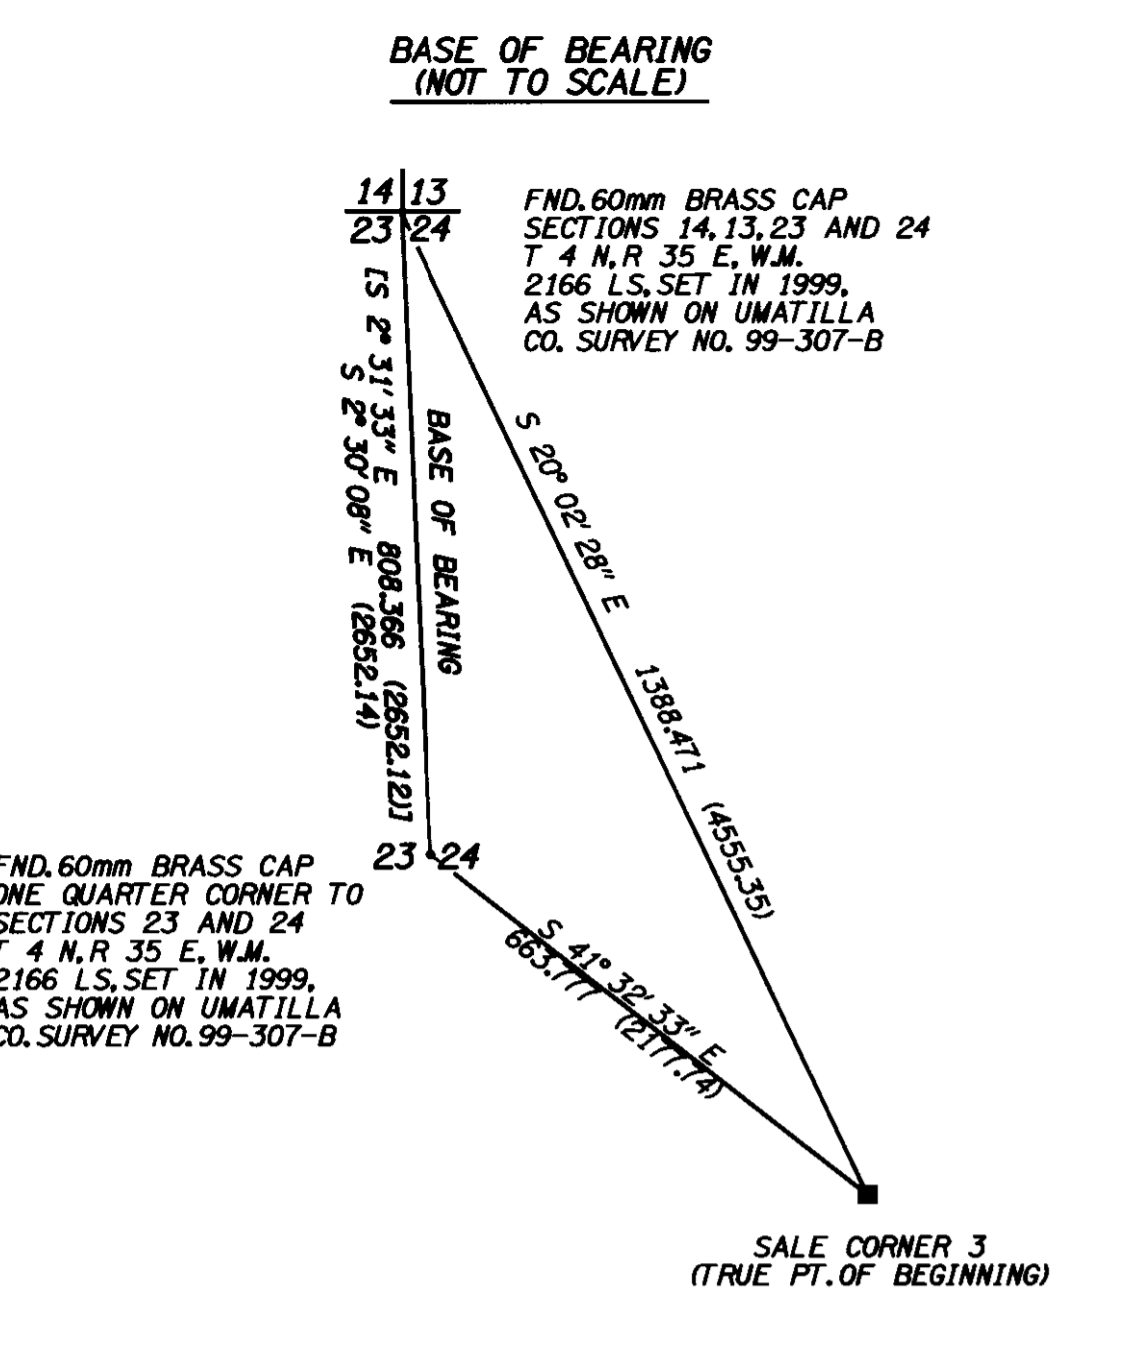 BASE OF BEARING
(NOT TO SCALE)
14 13
23 24
FND. 60mm BRASS CAP
SECTIONS 14, 13, 23 AND 24
T 4 N, R 35 E, W.M.
2166 LS, SET IN 1999,
AS SHOWN ON UMATILLA
CO. SURVEY NO. 99-307-B
[S 2° 31' 33" E 808.366 (2652.12)]
S 2° 30' 08" E (2652.14)
BASE OF BEARING
S 20° 02' 28" E 1388.471 (4555.35)
23 24
FND. 60mm BRASS CAP
ONE QUARTER CORNER TO
SECTIONS 23 AND 24
T 4 N, R 35 E, W.M.
2166 LS, SET IN 1999,
AS SHOWN ON UMATILLA
CO. SURVEY NO. 99-307-B
S 41° 32' 33" E
663.777 (2177.74)
SALE CORNER 3
(TRUE PT. OF BEGINNING)